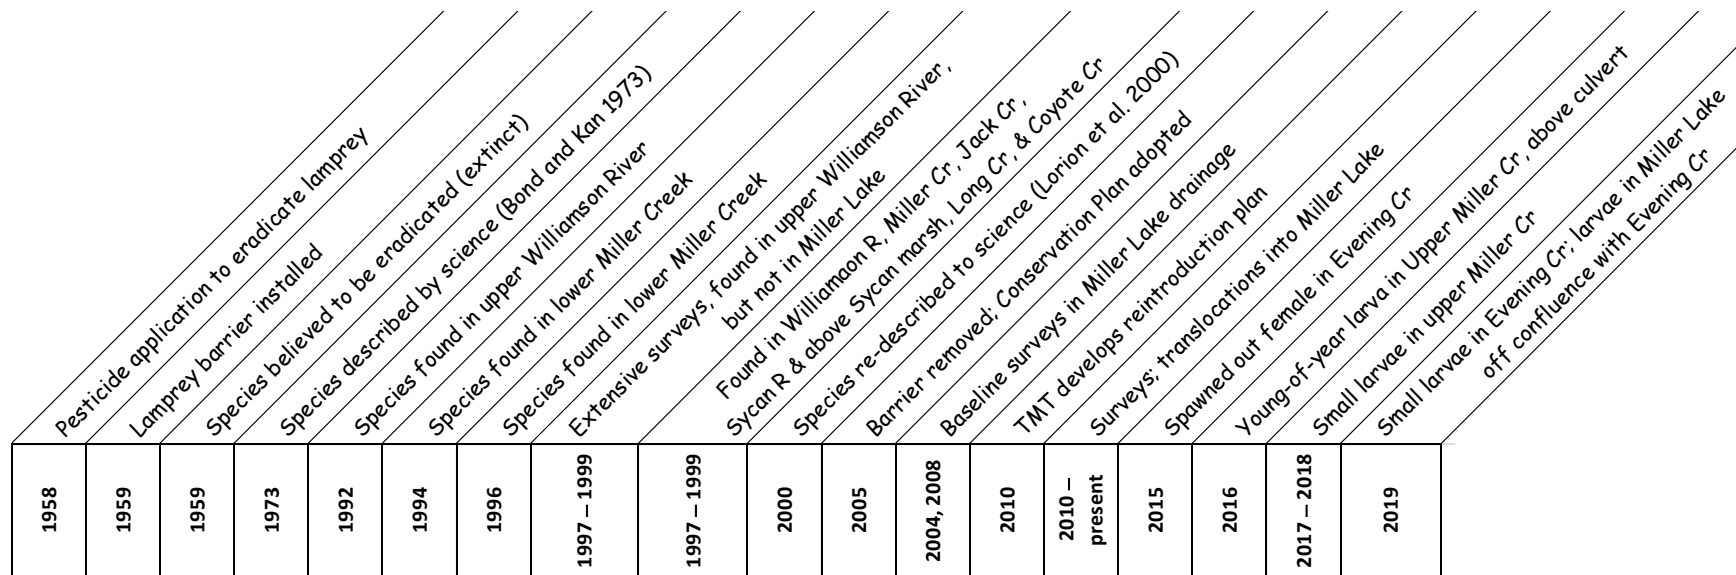 Pesticide application to eradicate lamprey
Lamprey barrier installed
Species believed to be eradicated (extinct)
Species described by science (Bond and Kan 1973)
Species found in upper Williamson River
Species found in lower Miller Creek
Species found in lower Miller Creek
Extensive surveys, found in upper Williamson River,
but not in Miller Lake
Found in Williamaon R, Miller Cr, Jack Cr,
Sycan R & above Sycan marsh, Long Cr, & Coyote Cr
Species re-described to science (Lorion et al. 2000)
Barrier removed; Conservation Plan adopted
Baseline surveys in Miller Lake drainage
TMT develops reintroduction plan
Surveys; translocations into Miller Lake
Spawned out female in Evening Cr
Young-of-year larva in Upper Miller Cr, above culvert
Small larvae in upper Miller Cr
Small larvae in Evening Cr; larvae in Miller Lake
off confluence with Evening Cr
1958
1959
1959
1973
1992
1994
1996
1997 – 1999
1997 – 1999
2000
2005
2004, 2008
2010
2010 –
present
2015
2016
2017 – 2018
2019